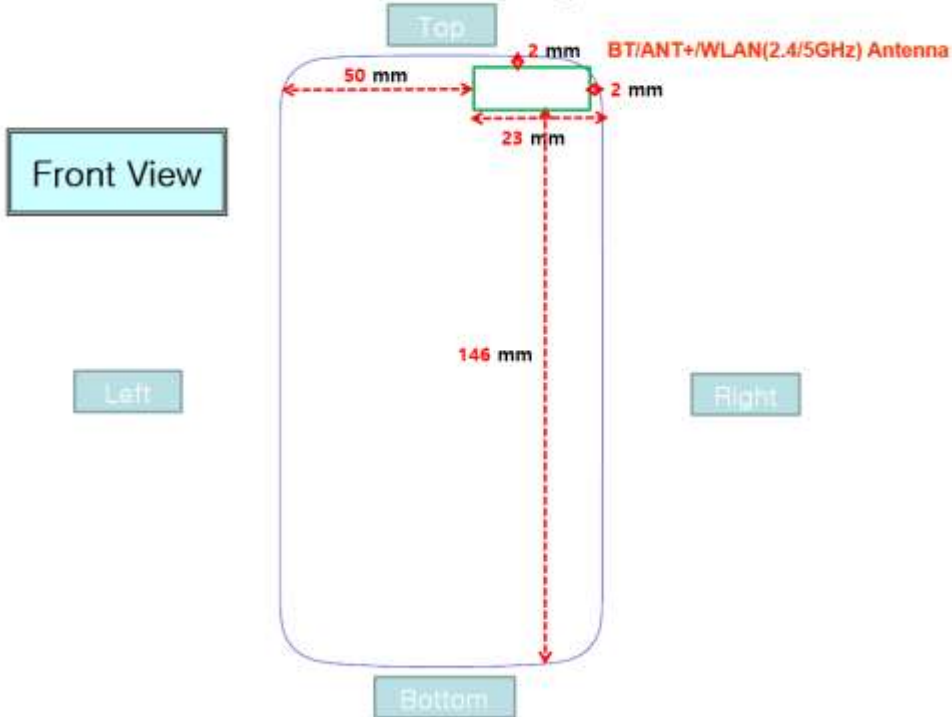 Top
2 mm
BT/ANT+/WLAN(2.4/5GHz) Antenna
50 mm
2 mm
23 mm
Front View
146 mm
Left
Right
Bottom